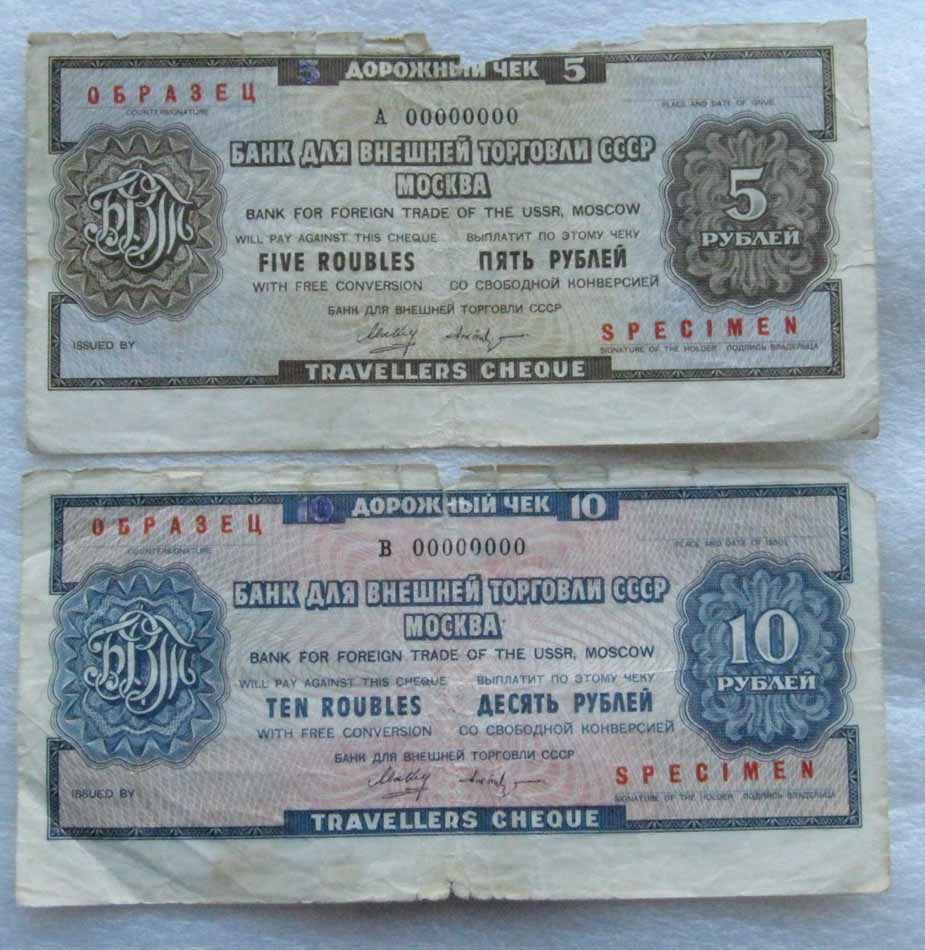 5 ДОРОЖНЫЙ ЧЕК 5
ОБРАЗЕЦ
COUNTERSIGNATURE
PLACE AND DATE OF ISSUE
А 00000000
БАНК ДЛЯ ВНЕШНЕЙ ТОРГОВЛИ СССР
МОСКВА
BANK FOR FOREIGN TRADE OF THE USSR, MOSCOW
WILL PAY AGAINST THIS CHEQUE ВЫПЛАТИТ ПО ЭТОМУ ЧЕКУ
FIVE ROUBLES ПЯТЬ РУБЛЕЙ
WITH FREE CONVERSION СО СВОБОДНОЙ КОНВЕРСИЕЙ
БВТ
5
РУБЛЕЙ
БАНК ДЛЯ ВНЕШНЕЙ ТОРГОВЛИ СССР
SPECIMEN
ISSUED BY
SIGNATURE OF THE HOLDER ПОДПИСЬ ВЛАДЕЛЬЦА
TRAVELLERS CHEQUE
10 ДОРОЖНЫЙ ЧЕК 10
ОБРАЗЕЦ
COUNTERSIGNATURE
PLACE AND DATE OF ISSUE
В 00000000
БАНК ДЛЯ ВНЕШНЕЙ ТОРГОВЛИ СССР
МОСКВА
BANK FOR FOREIGN TRADE OF THE USSR, MOSCOW
WILL PAY AGAINST THIS CHEQUE ВЫПЛАТИТ ПО ЭТОМУ ЧЕКУ
TEN ROUBLES ДЕСЯТЬ РУБЛЕЙ
WITH FREE CONVERSION СО СВОБОДНОЙ КОНВЕРСИЕЙ
БВТ
10
РУБЛЕЙ
БАНК ДЛЯ ВНЕШНЕЙ ТОРГОВЛИ СССР
SPECIMEN
ISSUED BY
SIGNATURE OF THE HOLDER ПОДПИСЬ ВЛАДЕЛЬЦА
TRAVELLERS CHEQUE